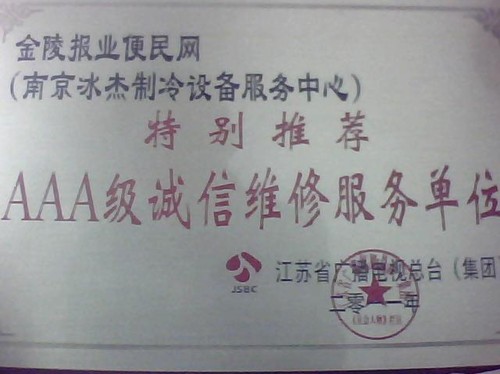 金陵报业便民网
(南京冰杰制冷设备服务中心)
特别推荐
AAA级诚信维修服务单位
JSBC 江苏省广播电视总台(集团
二零一一年